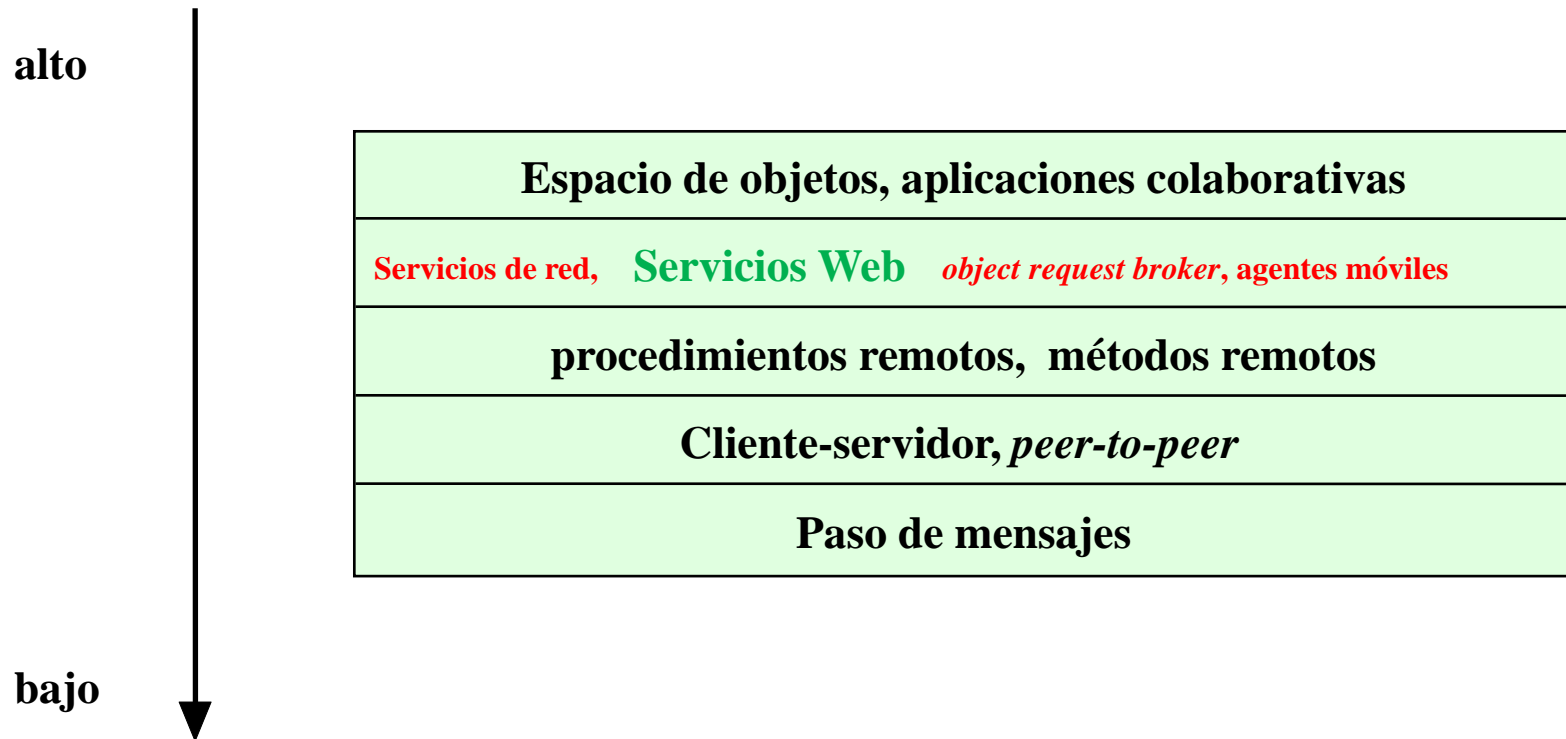 alto
Espacio de objetos, aplicaciones colaborativas
Servicios de red, Servicios Web object request broker, agentes móviles
procedimientos remotos, métodos remotos
Cliente-servidor, peer-to-peer
Paso de mensajes
bajo